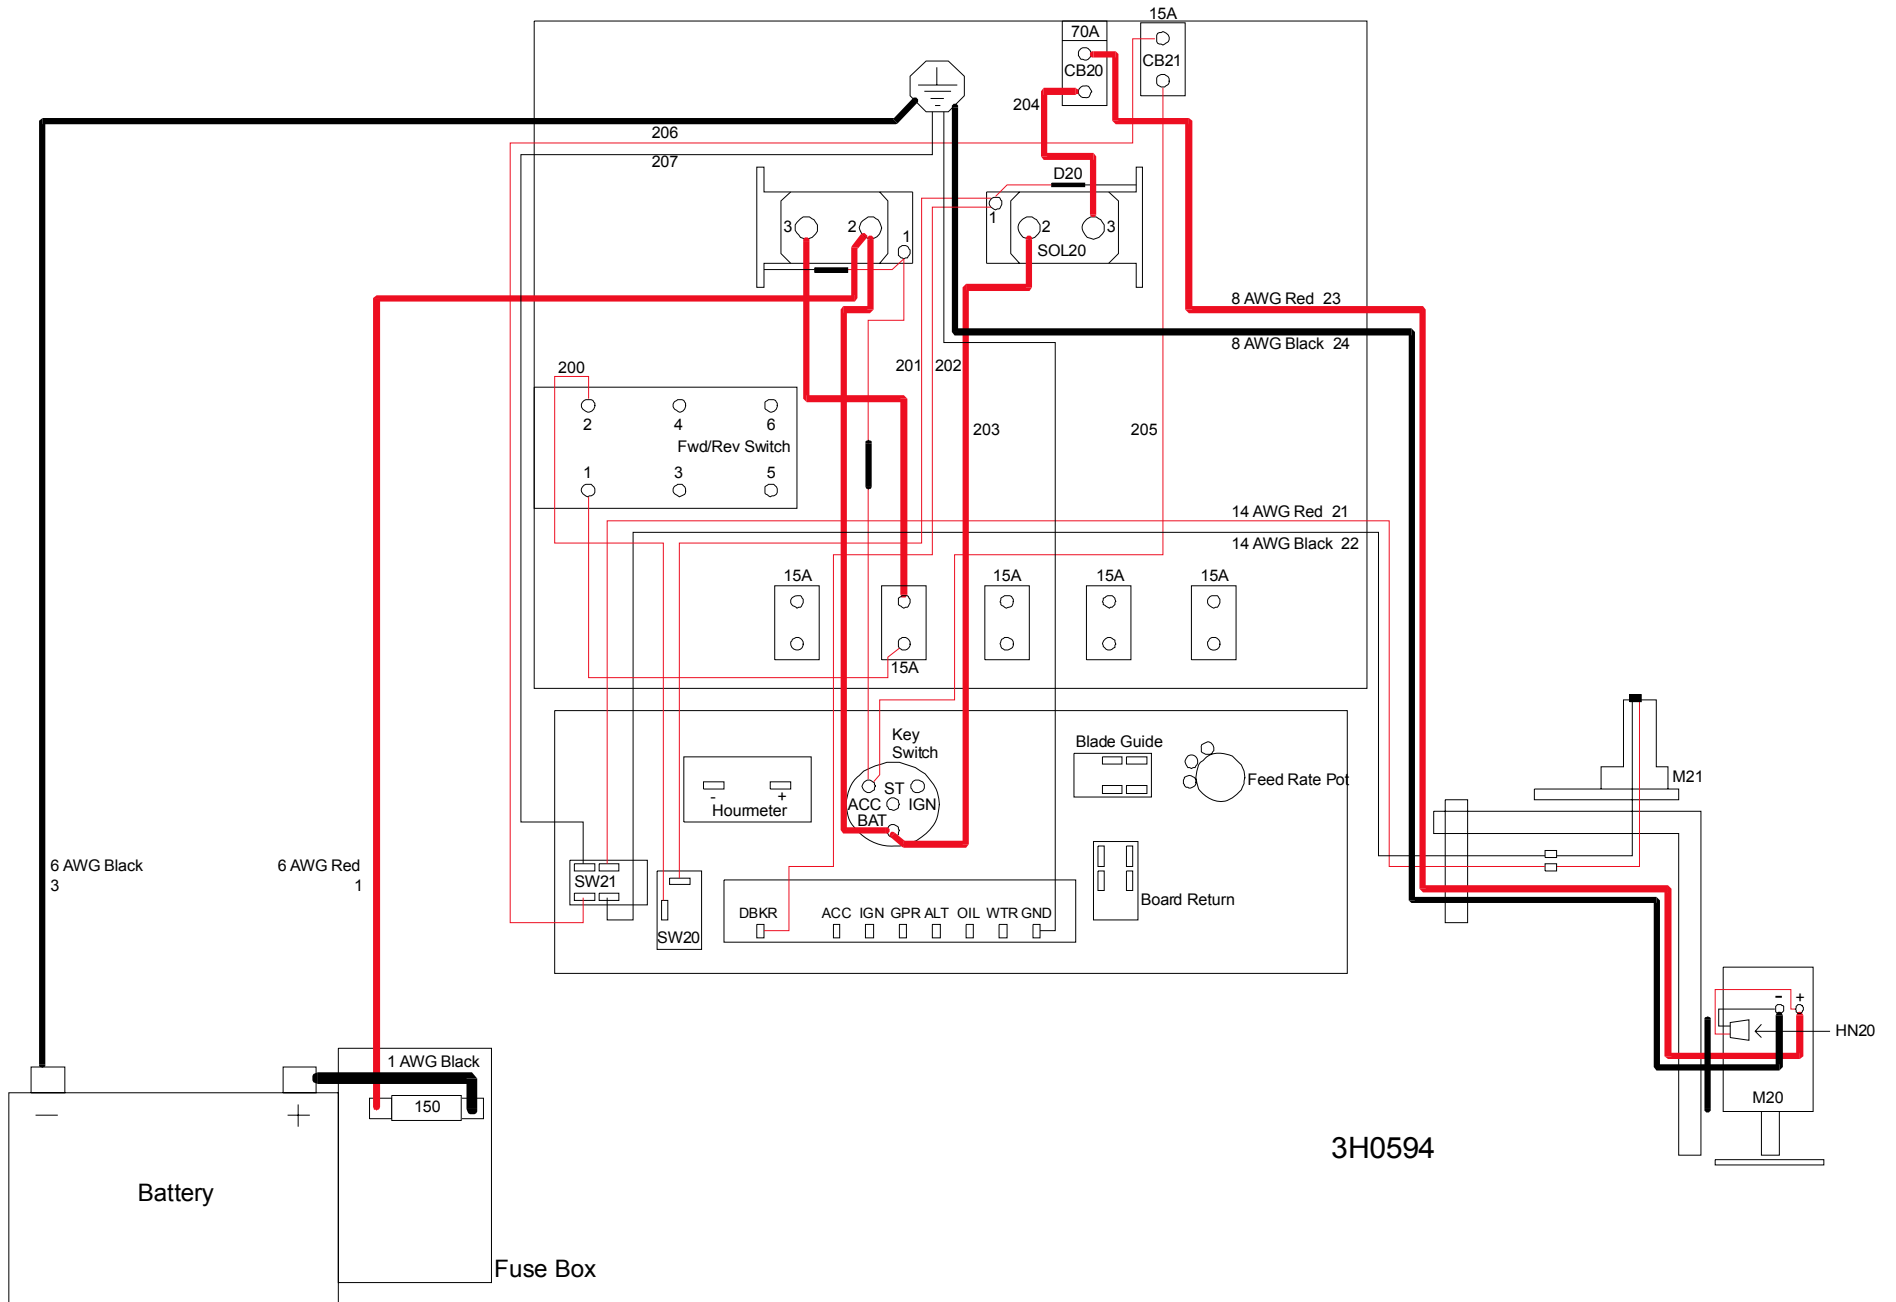 15A
70A
CB20
CB21
204
206
207
D20
3
2
1
1
2
3
SOL20
8 AWG Red 23
8 AWG Black 24
201
202
200
203
205
2
4
6
Fwd/Rev Switch
1
3
5
14 AWG Red 21
14 AWG Black 22
15A
15A
15A
15A
15A
Key
Switch
Blade Guide
Feed Rate Pot
M21
ST
ACC
IGN
BAT
-
+
Hourmeter
6 AWG Black
3
6 AWG Red
1
SW21
SW20
DBKR
ACC
IGN
GPR
ALT
OIL
WTR
GND
Board Return
-
+
HN20
M20
1 AWG Black
150
—
+
3H0594
Battery
Fuse Box